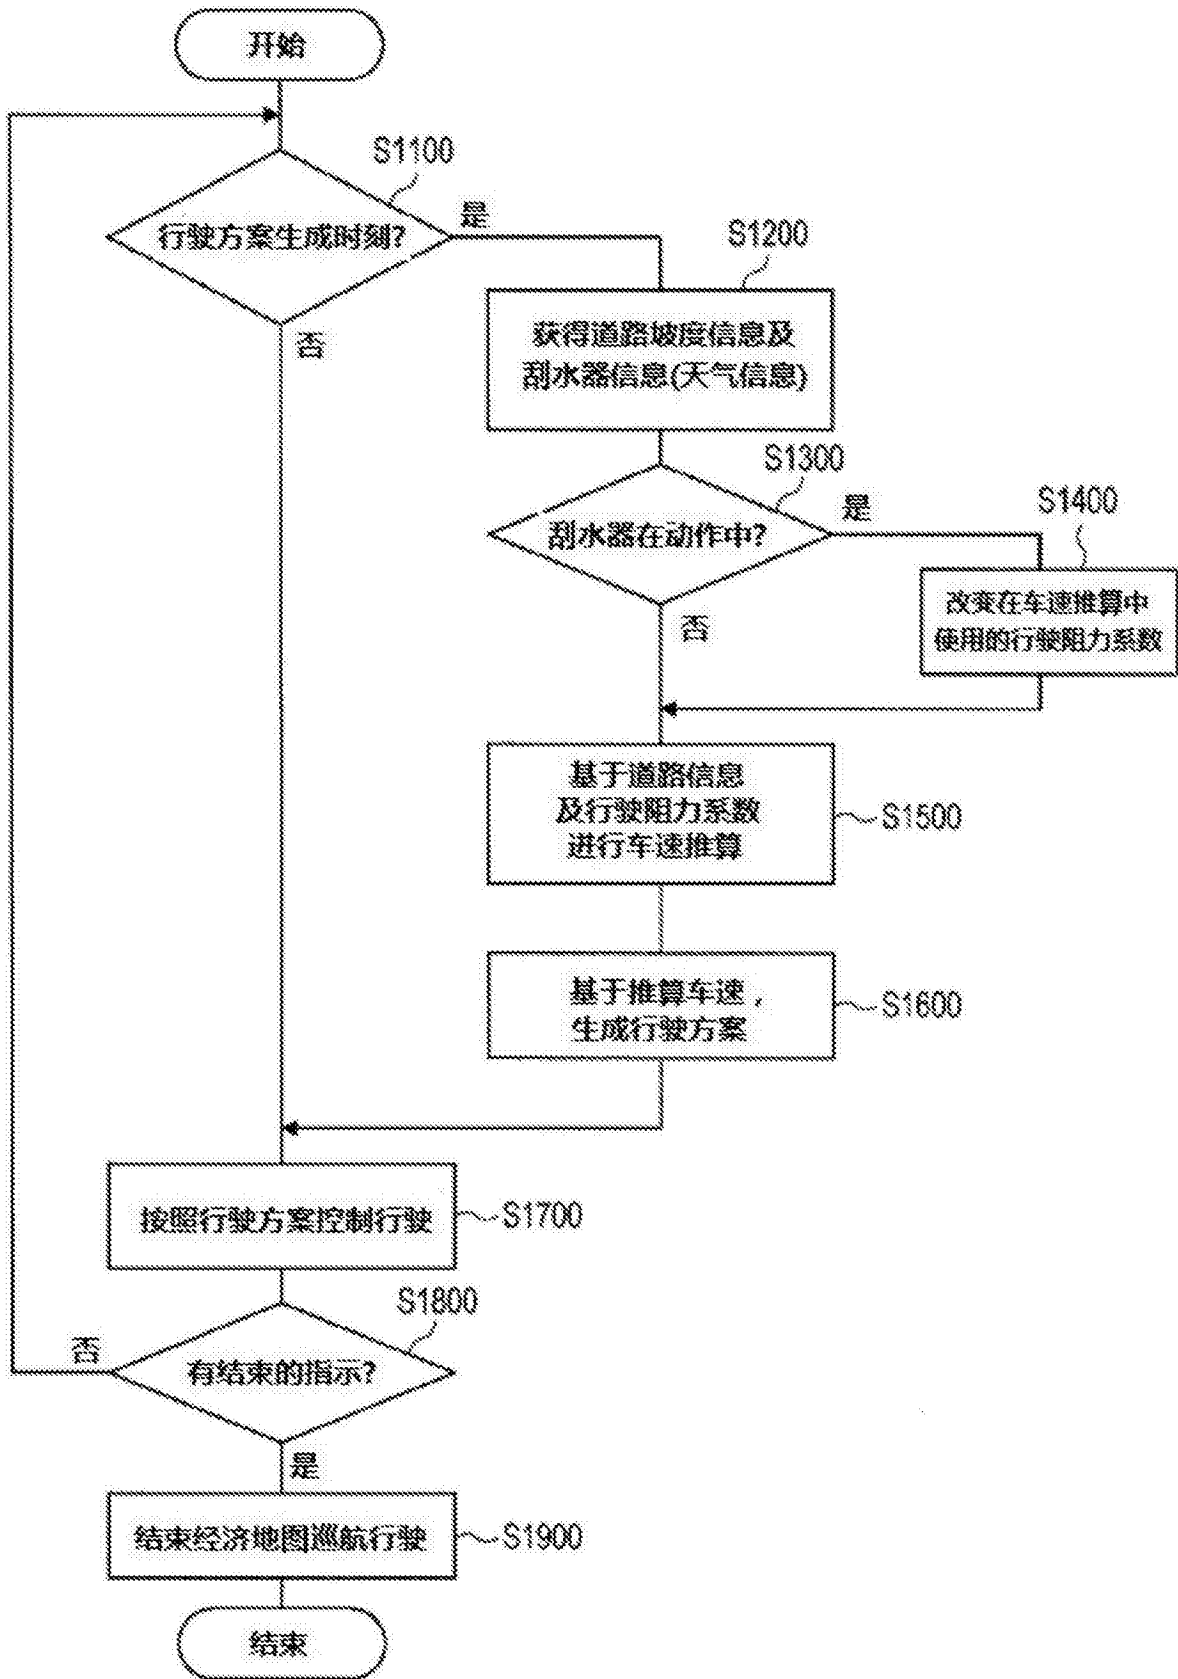 开始
S1100
行驶方案生成时刻?
是
否
S1200
获得道路坡度信息及
刮水器信息(天气信息)
S1300
刮水器在动作中?
是
否
S1400
改变在车速推算中
使用的行驶阻力系数
基于道路信息
及行驶阻力系数
进行车速推算
S1500
基于推算车速，
生成行驶方案
S1600
按照行驶方案控制行驶
S1700
S1800
有结束的指示?
否
是
结束经济地图巡航行驶
S1900
结束